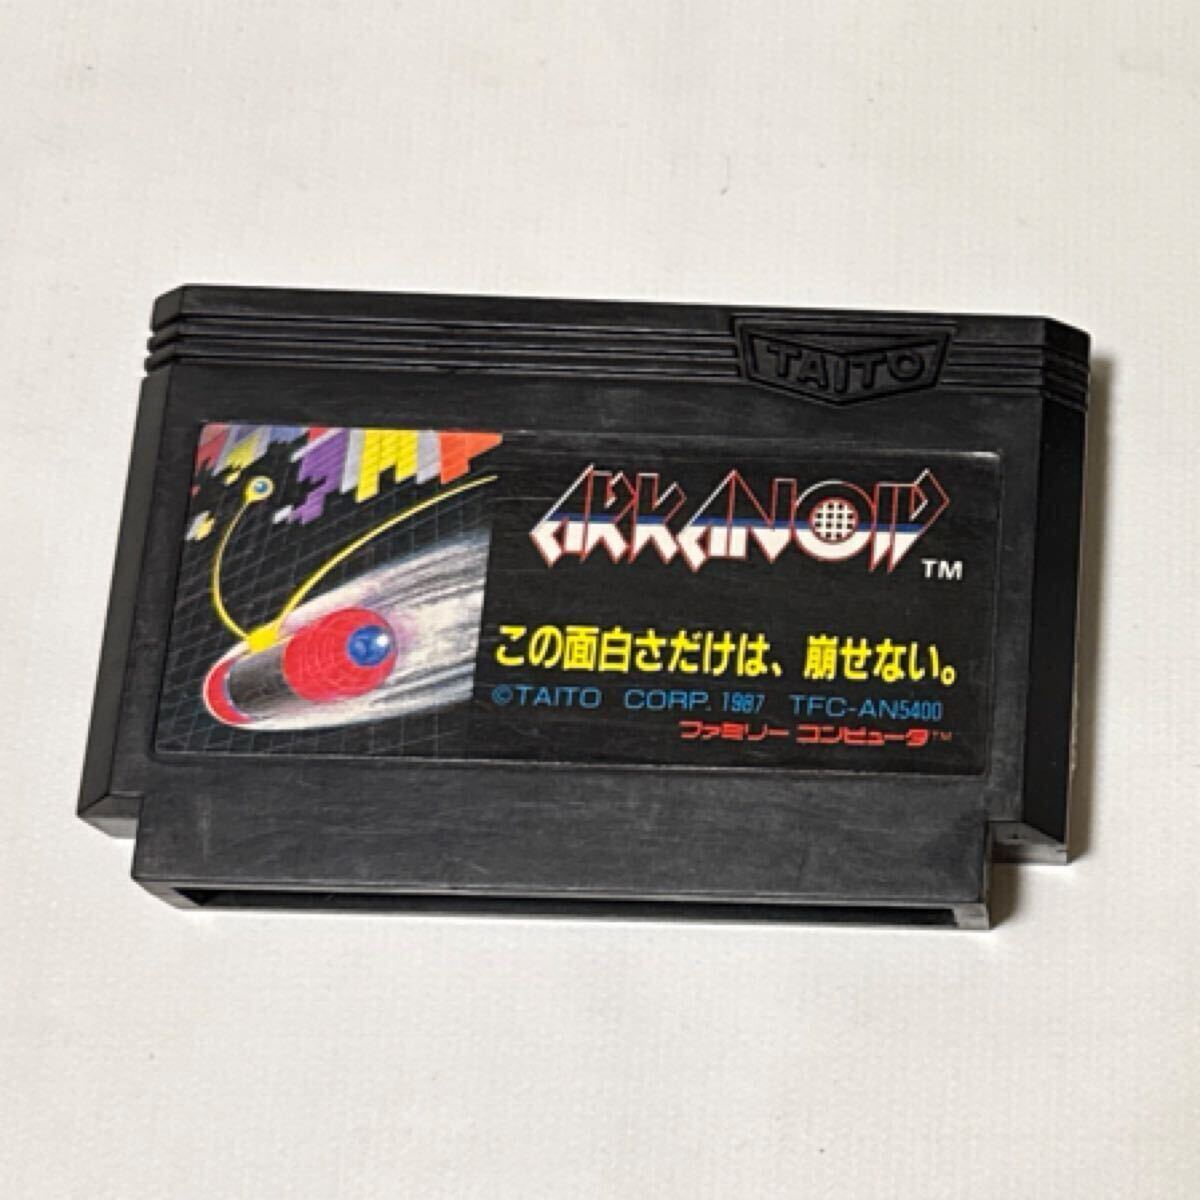 TAITO
ARKANOID
TM
この面白さだけは、崩せない。
©TAITO CORP. 1987 TFC-AN5400
ファミリー コンピュータ™